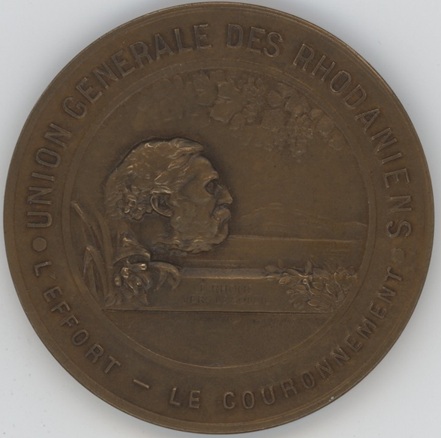 UNION GENERALE DES RHODANIENS
L'EFFORT – LE COURONNEMENT